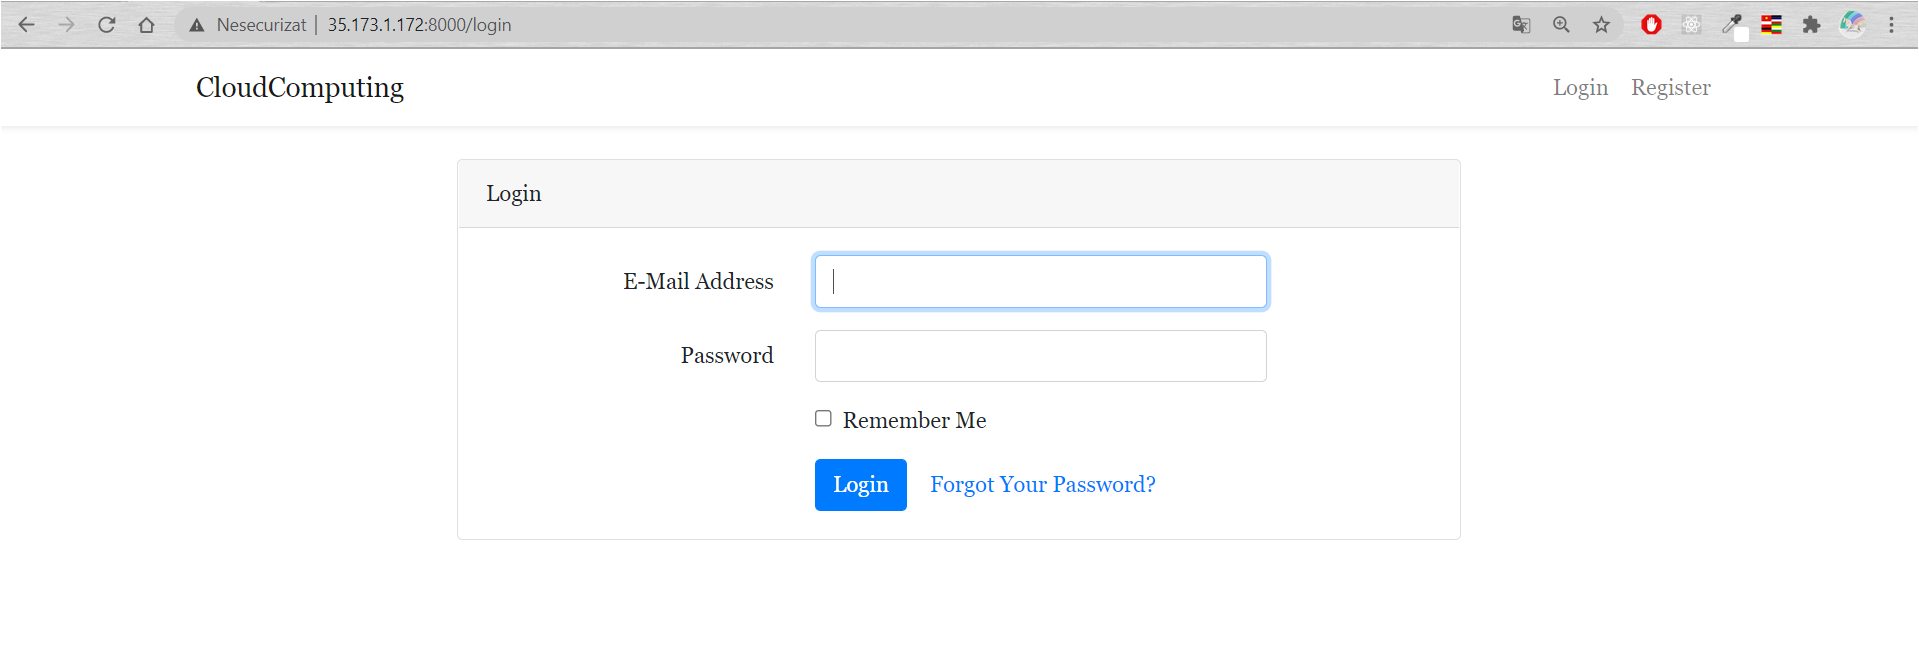 Nesecurizat | 35.173.1.172:8000/login
CloudComputing
Login Register
Login
E-Mail Address
Password
Remember Me
Login Forgot Your Password?